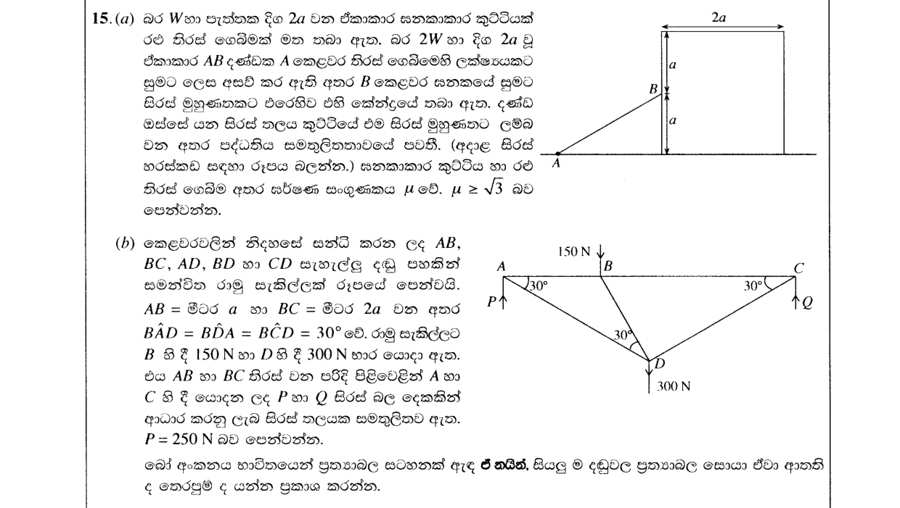 15. (a) බර W හා පැත්තක දිග 2a වන ඒකාකාර ඝනකාකාර කුට්ටියක්
රළු තිරස් ගෙබිමක් මත තබා ඇත. බර 2W හා දිග 2a වූ
ඒකාකාර AB දණ්ඩක A කෙළවර තිරස් ගෙබිමෙහි ලක්ෂ්‍යයකට
සුමට ලෙස අසව් කර ඇති අතර B කෙළවර ඝනකයේ සුමට
සිරස් මුහුණතකට එරෙහිව එහි කේන්ද්‍රයේ තබා ඇත. දණ්ඩ
ඔස්සේ යන සිරස් තලය කුට්ටියේ එම සිරස් මුහුණතට ලම්බ
වන අතර පද්ධතිය සමතුලිතතාවයේ පවතී. (අදාළ සිරස්
හරස්කඩ සඳහා රූපය බලන්න.) ඝනකාකාර කුට්ටිය හා රළු
තිරස් ගෙබිම අතර ඝර්ෂණ සංගුණකය μ වේ. μ ≥ √3 බව
පෙන්වන්න.
2a
a
B
a
A
(b) කෙළවරවලින් නිදහසේ සන්ධි කරන ලද AB,
BC, AD, BD හා CD සැහැල්ලු දඬු පහකින්
සමන්විත රාමු සැකිල්ලක් රූපයේ පෙන්වයි.
AB = මීටර a හා BC = මීටර 2a වන අතර
BÂD = BD̂A = BĈD = 30° වේ. රාමු සැකිල්ලට
B හි දී 150 N හා D හි දී 300 N භාර යොදා ඇත.
එය AB හා BC තිරස් වන පරිදි පිළිවෙළින් A හා
C හි දී යොදන ලද P හා Q සිරස් බල දෙකකින්
ආධාර කරනු ලැබ සිරස් තලයක සමතුලිතව ඇත.
P = 250 N බව පෙන්වන්න.
150 N
A B C
30° 30°
P Q
30°
D
300 N
බෝ අංකනය භාවිතයෙන් ප්‍රත්‍යාබල සටහනක් ඇඳ ඒ නයින්, සියලු ම දඬුවල ප්‍රත්‍යාබල සොයා ඒවා ආතති
ද තෙරපුම් ද යන්න ප්‍රකාශ කරන්න.